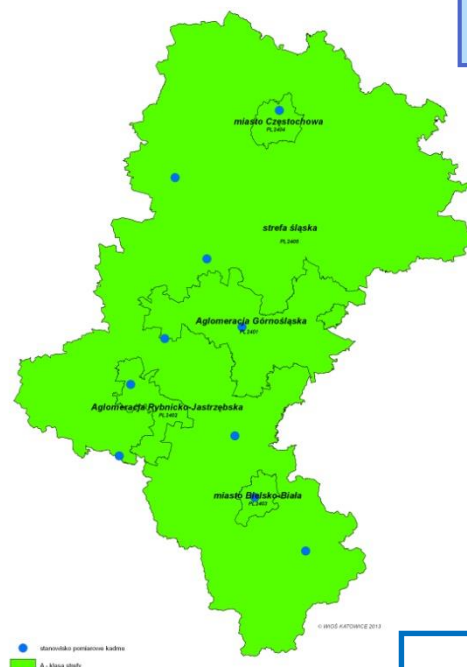 miasto Częstochowa
PL2404
strefa śląska
PL2405
Aglomeracja Górnośląska
PL2401
Aglomeracja Rybnicko-Jastrzębska
PL2402
miasto Bielsko-Biała
PL2403
© WIOŚ KATOWICE 2013
stanowisko pomiarowe kadmu
A - klasa strefy